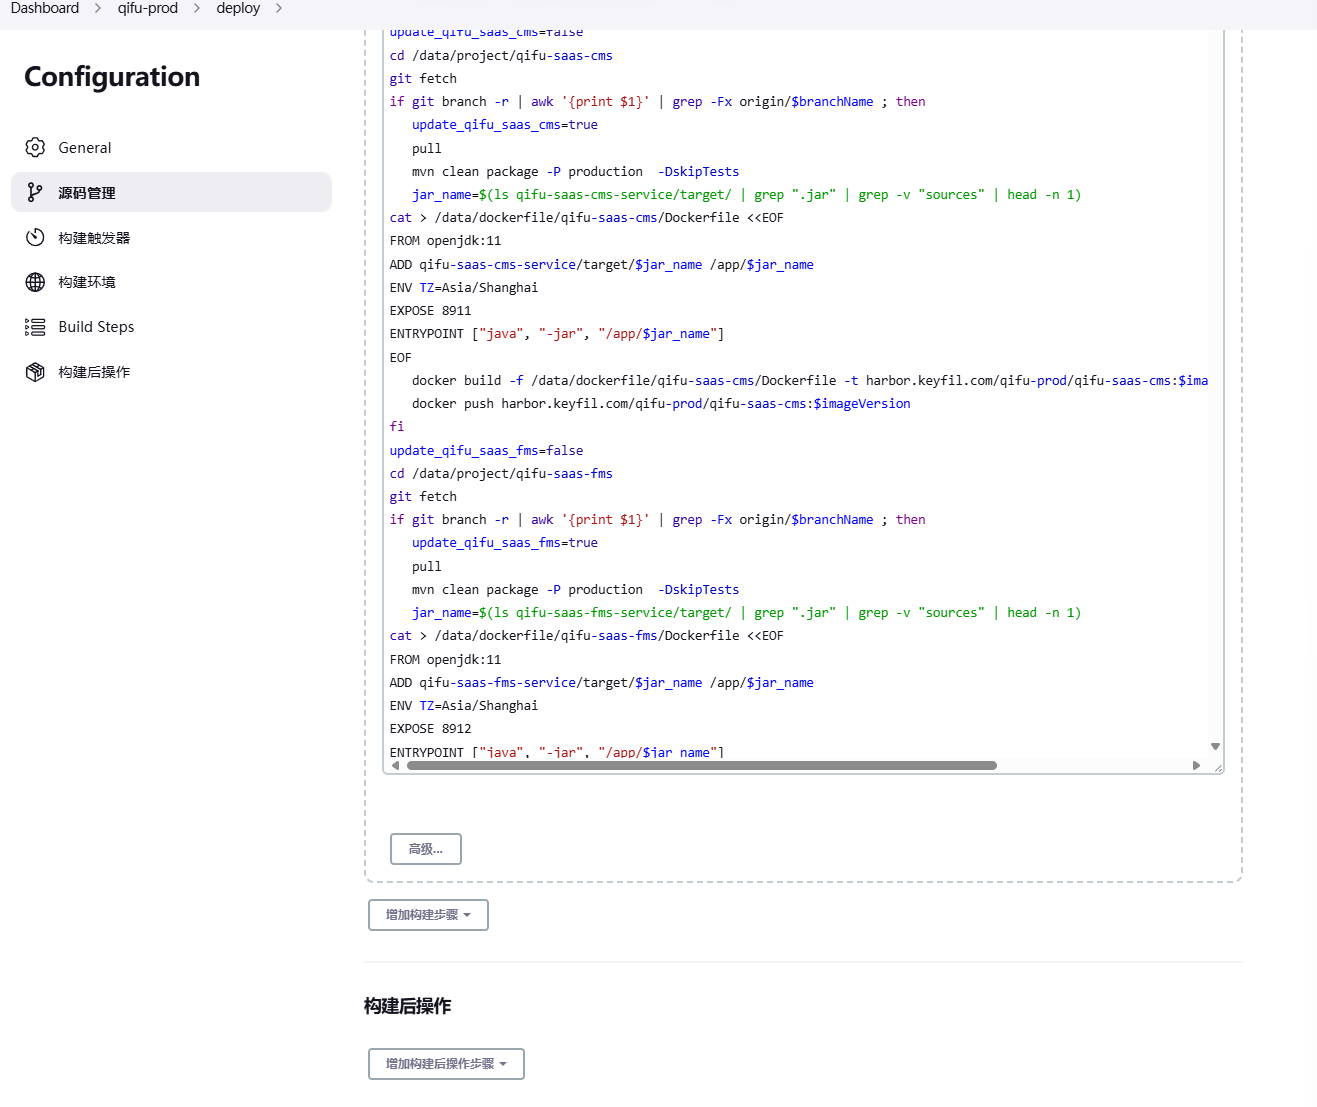 Dashboard > qifu-prod > deploy >
Configuration
General
源码管理
构建触发器
构建环境
Build Steps
构建后操作
update_qifu_saas_cms=false
cd /data/project/qifu-saas-cms
git fetch
if git branch -r | awk '{print $1}' | grep -Fx origin/$branchName ; then
   update_qifu_saas_cms=true
   pull
   mvn clean package -P production  -DskipTests
   jar_name=$(ls qifu-saas-cms-service/target/ | grep ".jar" | grep -v "sources" | head -n 1)
cat > /data/dockerfile/qifu-saas-cms/Dockerfile <<EOF
FROM openjdk:11
ADD qifu-saas-cms-service/target/$jar_name /app/$jar_name
ENV TZ=Asia/Shanghai
EXPOSE 8911
ENTRYPOINT ["java", "-jar", "/app/$jar_name"]
EOF
   docker build -f /data/dockerfile/qifu-saas-cms/Dockerfile -t harbor.keyfil.com/qifu-prod/qifu-saas-cms:$ima
   docker push harbor.keyfil.com/qifu-prod/qifu-saas-cms:$imageVersion
fi
update_qifu_saas_fms=false
cd /data/project/qifu-saas-fms
git fetch
if git branch -r | awk '{print $1}' | grep -Fx origin/$branchName ; then
   update_qifu_saas_fms=true
   pull
   mvn clean package -P production  -DskipTests
   jar_name=$(ls qifu-saas-fms-service/target/ | grep ".jar" | grep -v "sources" | head -n 1)
cat > /data/dockerfile/qifu-saas-fms/Dockerfile <<EOF
FROM openjdk:11
ADD qifu-saas-fms-service/target/$jar_name /app/$jar_name
ENV TZ=Asia/Shanghai
EXPOSE 8912
ENTRYPOINT ["java", "-jar", "/app/$jar_name"]
高级...
增加构建步骤
构建后操作
增加构建后操作步骤